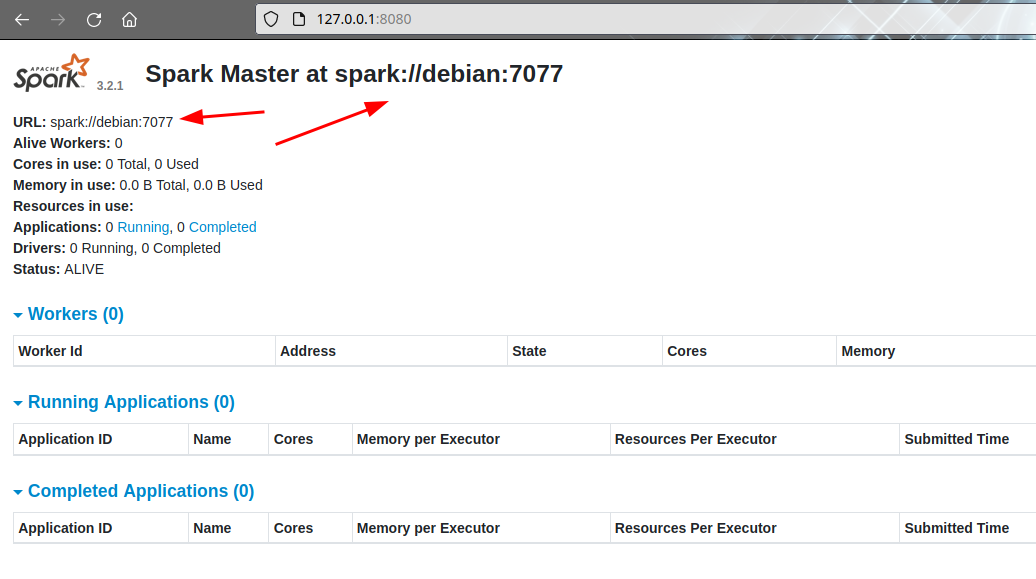 127.0.0.1:8080
APACHE
Spark 3.2.1
Spark Master at spark://debian:7077
URL: spark://debian:7077
Alive Workers: 0
Cores in use: 0 Total, 0 Used
Memory in use: 0.0 B Total, 0.0 B Used
Resources in use:
Applications: 0 Running, 0 Completed
Drivers: 0 Running, 0 Completed
Status: ALIVE
Workers (0)
Worker Id Address State Cores Memory
Running Applications (0)
Application ID Name Cores Memory per Executor Resources Per Executor Submitted Time
Completed Applications (0)
Application ID Name Cores Memory per Executor Resources Per Executor Submitted Time